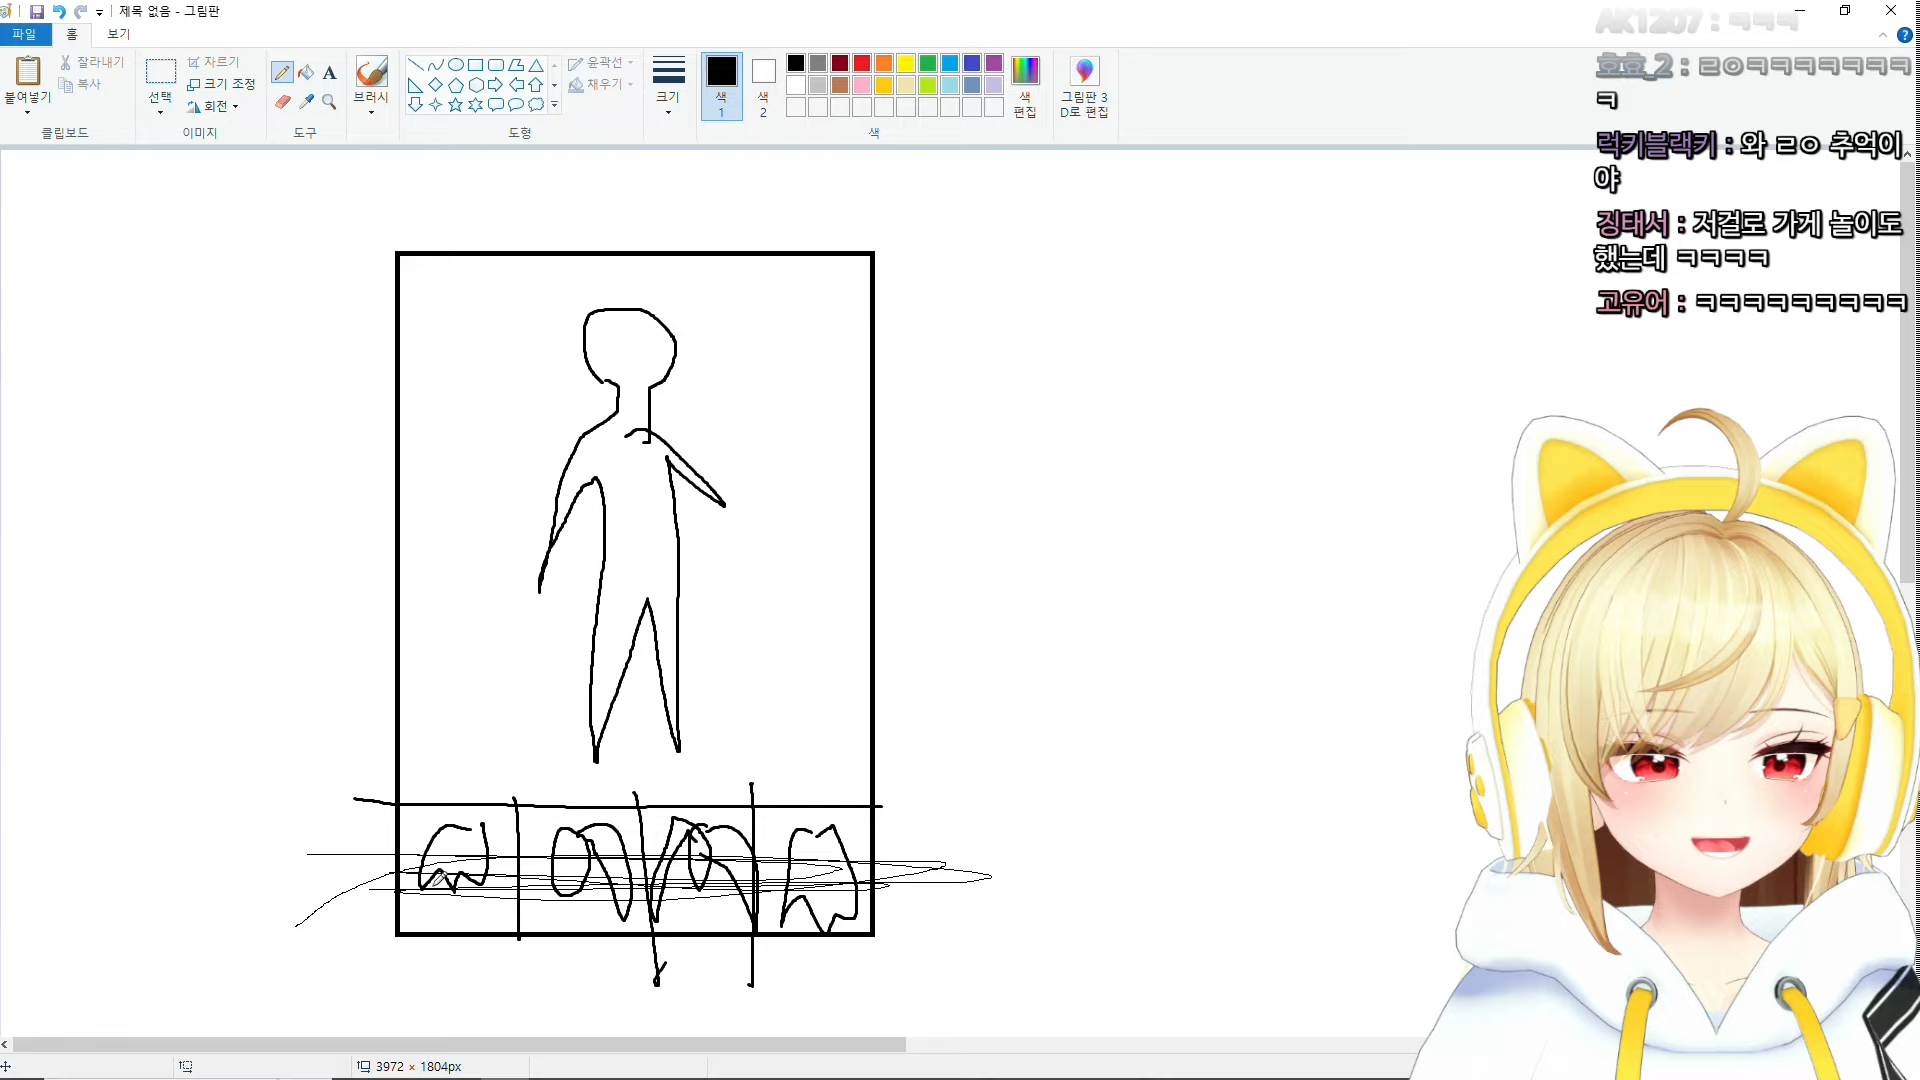 제목 없음 - 그림판
파일
홈
보기
붙여넣기
잘라내기
복사
클립보드
선택
자르기
크기 조정
회전
이미지
A
도구
브러시
윤곽선
채우기
도형
크기
색
1
색
2
색
편집
색
그림판 3
D로 편집
AK1207 : ㅋㅋㅋ
호효_2 : ㄹㅇㅋㅋㅋㅋㅋㅋㅋ
ㅋ
럭키블랙키 : 와 ㄹㅇ 추억이
야
징태서 : 저걸로 가게 놀이도
했는데 ㅋㅋㅋㅋ
고유어 : ㅋㅋㅋㅋㅋㅋㅋㅋㅋ
3972 × 1804px